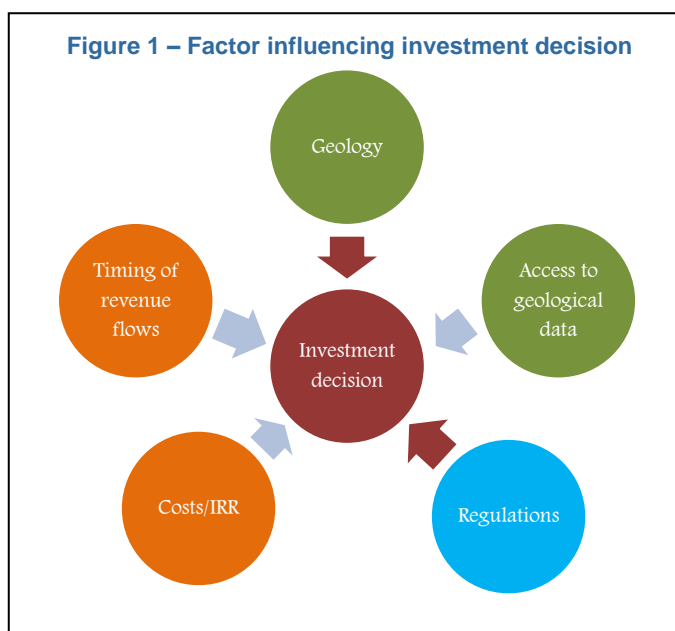 Figure 1 – Factor influencing investment decision
Geology
Timing of
revenue
flows
Access to
geological
data
Investment
decision
Costs/IRR
Regulations